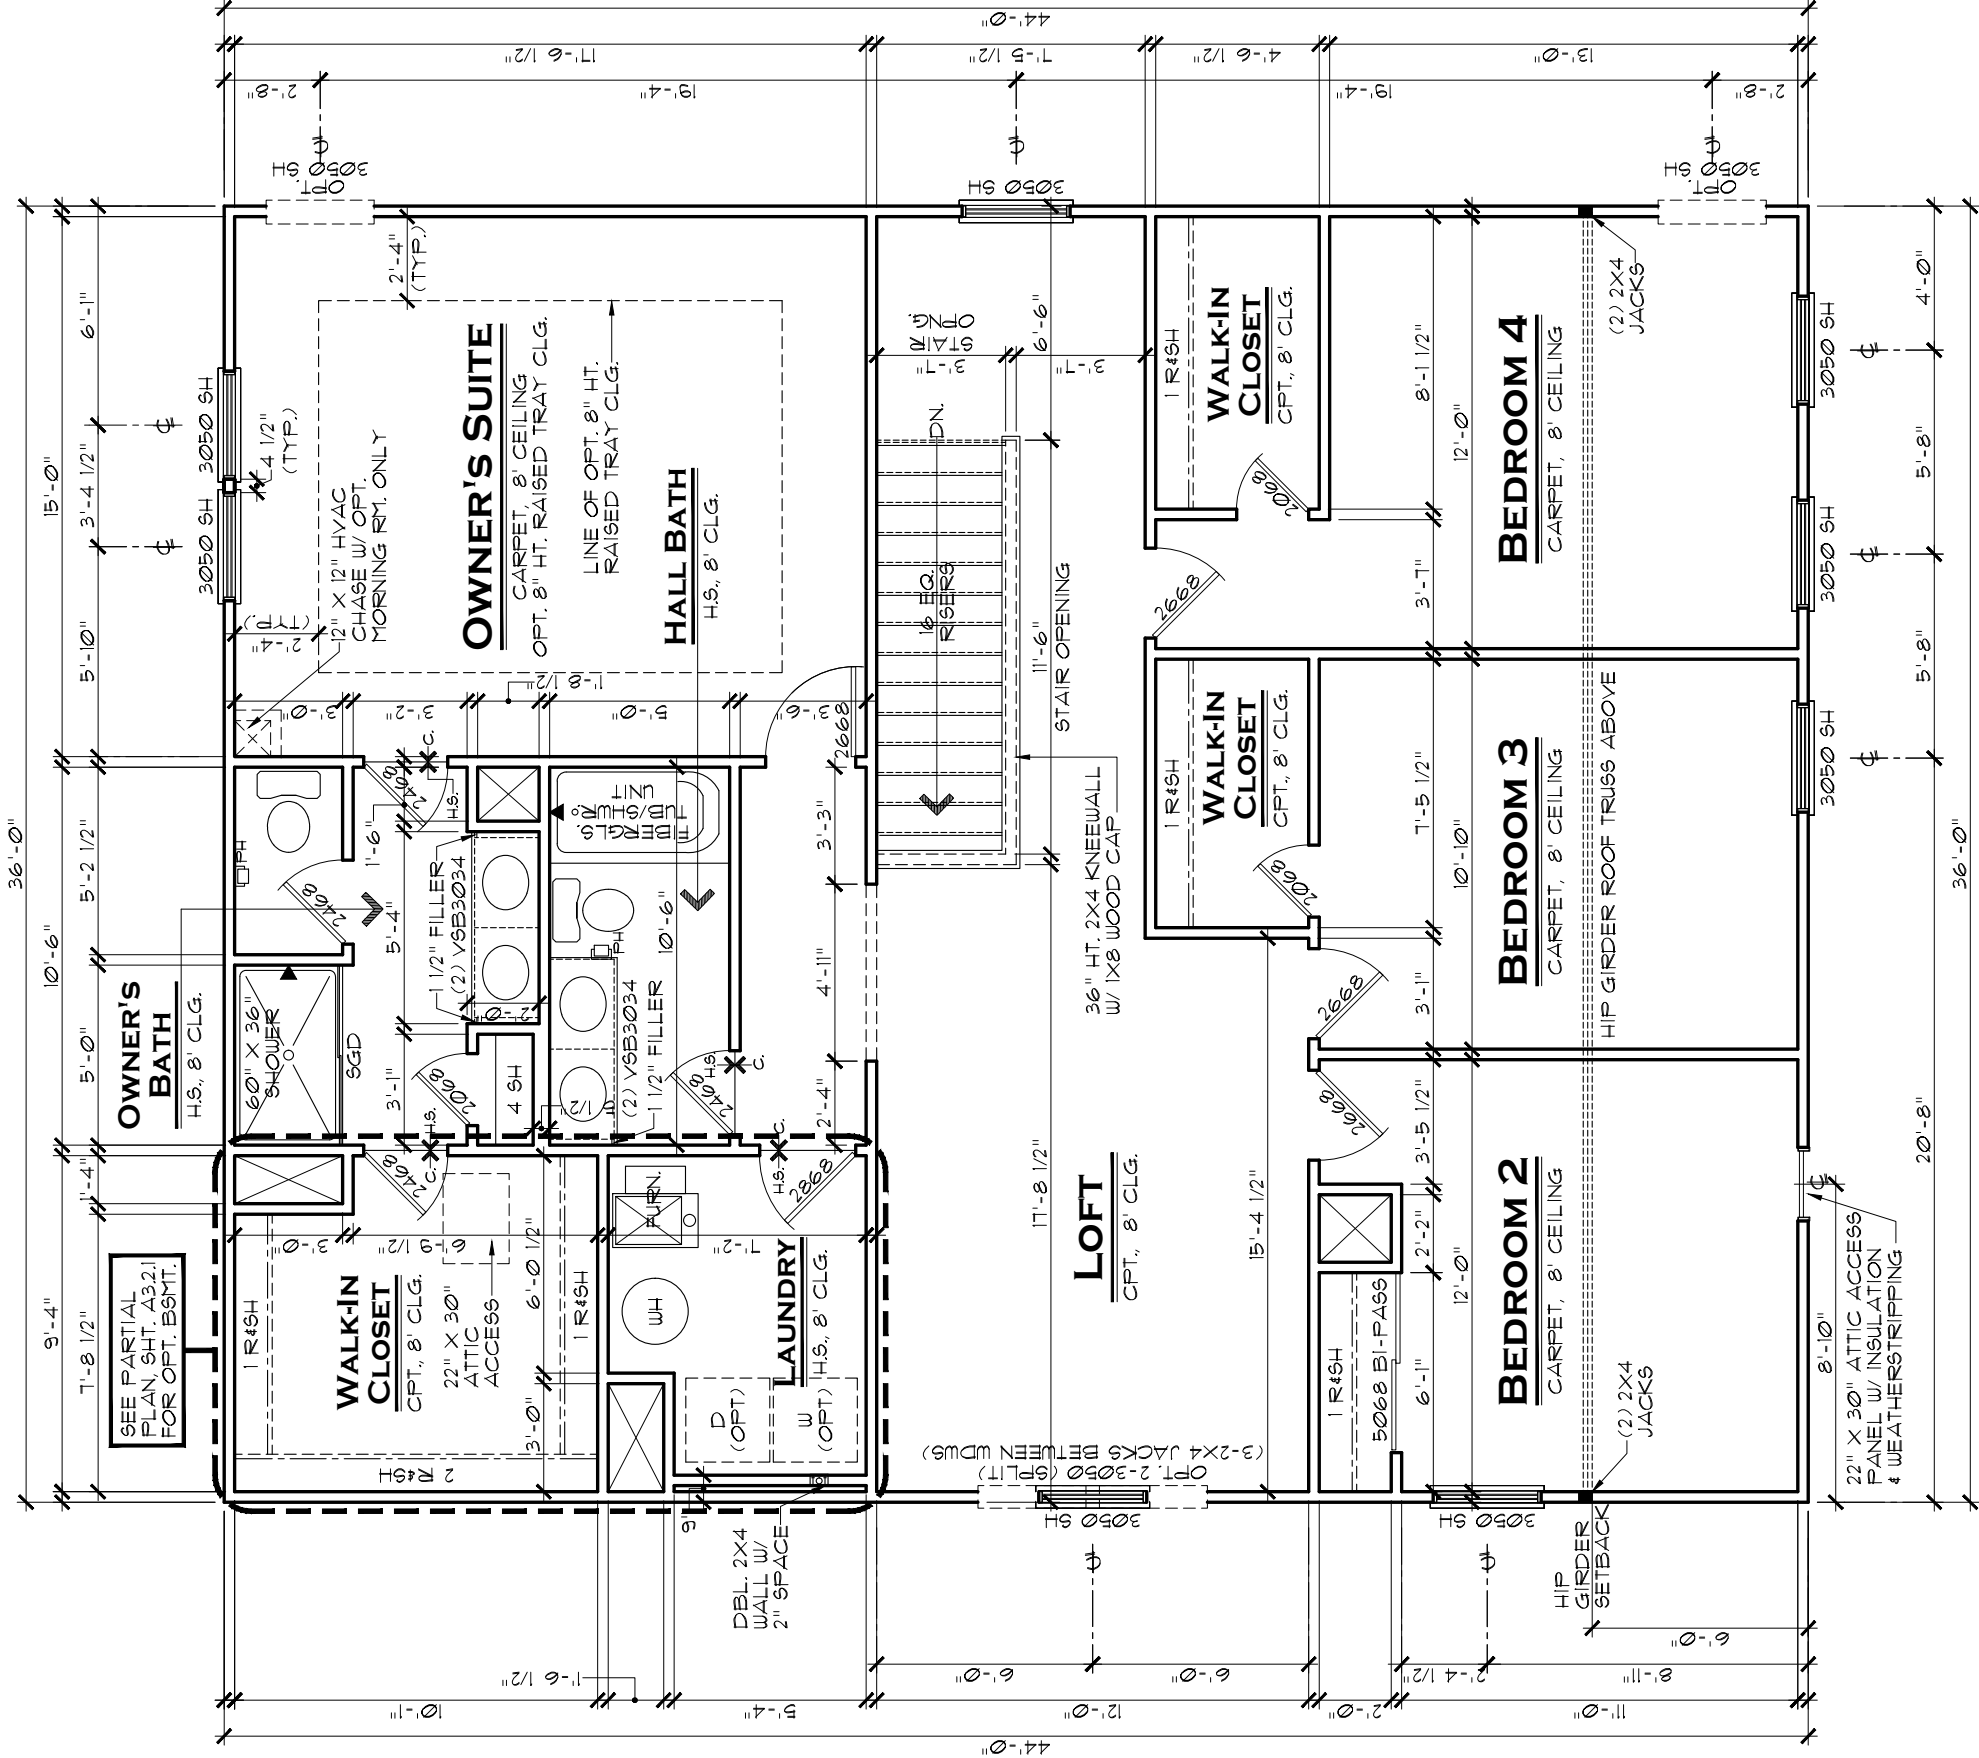 44'-0"
17'-6 1/2"
7'-5 1/2"
4'-6 1/2"
13'-0"
2'-8"
19'-4"
19'-4"
2'-8"
OPT.
3050 SH
3050 SH
OPT.
3050 SH
36'-0"
15'-0"
10'-6"
9'-4"
6'-1"
3'-4 1/2"
5'-10"
5'-2 1/2"
5'-0"
1'-4"
7'-8 1/2"
3050 SH
3050 SH
4 1/2"
(TYP.)
2'-4"
(TYP.)
2'-4"
(TYP.)
12" X 12" HVAC
CHASE W/ OPT.
MORNING RM. ONLY
OWNER'S SUITE
CARPET, 8' CEILING
OPT. 8" HT. RAISED TRAY CLG.
LINE OF OPT. 8" HT.
RAISED TRAY CLG.
HALL BATH
H.S., 8' CLG.
3'-0"
3'-2"
1'-8 1/2"
5'-0"
3'-6"
2668
OWNER'S
BATH
H.S., 8' CLG.
60" X 36"
SHOWER
SGD
PH
2468
2468
H.S.
C.
1'-6"
5'-4"
3'-1"
1 1/2" FILLER
(2) VSB3034
2'-0"
2068
4 SH
5 1/2"
FIBERGLS.
TUB/SHWR.
UNIT
PH
10'-6"
(2) VSB3034
1 1/2" FILLER
2468
H.S.
C.
3'-3"
4'-11"
2'-4"
SEE PARTIAL
PLAN, SHT. A3.2.1
FOR OPT. BSMT.
WALK-IN
CLOSET
CPT., 8' CLG.
1 R&SH
1 R&SH
2 R&SH
22" X 30"
ATTIC
ACCESS
3'-0"
6'-9 1/2"
7'-2"
6'-0 1/2"
3'-0"
2468
H.S.
C.
FURN.
WH
2868
H.S.
C.
LAUNDRY
H.S., 8' CLG.
D
(OPT)
W
(OPT)
9"
DBL. 2X4
WALL W/
2" SPACE
STAIR
OPNG.
3'-7"
3'-7"
6'-6"
DN.
16 EQ.
RISERS
11'-6"
STAIR OPENING
36" HT. 2X4 KNEEWALL
W/ 1X8 WOOD CAP
17'-8 1/2"
LOFT
CPT., 8' CLG.
15'-4 1/2"
OPT. 2-3050 (SPLIT)
(3-2X4 JACKS BETWEEN WDWS)
3050 SH
WALK-IN
CLOSET
CPT., 8' CLG.
1 R&SH
2068
2668
WALK-IN
CLOSET
CPT., 8' CLG.
1 R&SH
2068
2668
2668
8'-1 1/2"
3'-7"
7'-5 1/2"
3'-1"
3'-5 1/2"
2'-2"
6'-1"
12'-0"
10'-10"
12'-0"
BEDROOM 4
CARPET, 8' CEILING
BEDROOM 3
CARPET, 8' CEILING
BEDROOM 2
CARPET, 8' CEILING
1 R&SH
5068 BI-PASS
(2) 2X4
JACKS
(2) 2X4
JACKS
HIP GIRDER ROOF TRUSS ABOVE
HIP
GIRDER
SETBACK
3050 SH
3050 SH
3050 SH
3050 SH
22" X 30" ATTIC ACCESS
PANEL W/ INSULATION
& WEATHERSTRIPPING
8'-10"
4'-0"
5'-8"
5'-8"
20'-8"
36'-0"
6'-0"
6'-0"
6'-0"
2'-4 1/2"
8'-11"
10'-1"
1'-6 1/2"
5'-4"
12'-0"
2'-0"
11'-0"
44'-0"